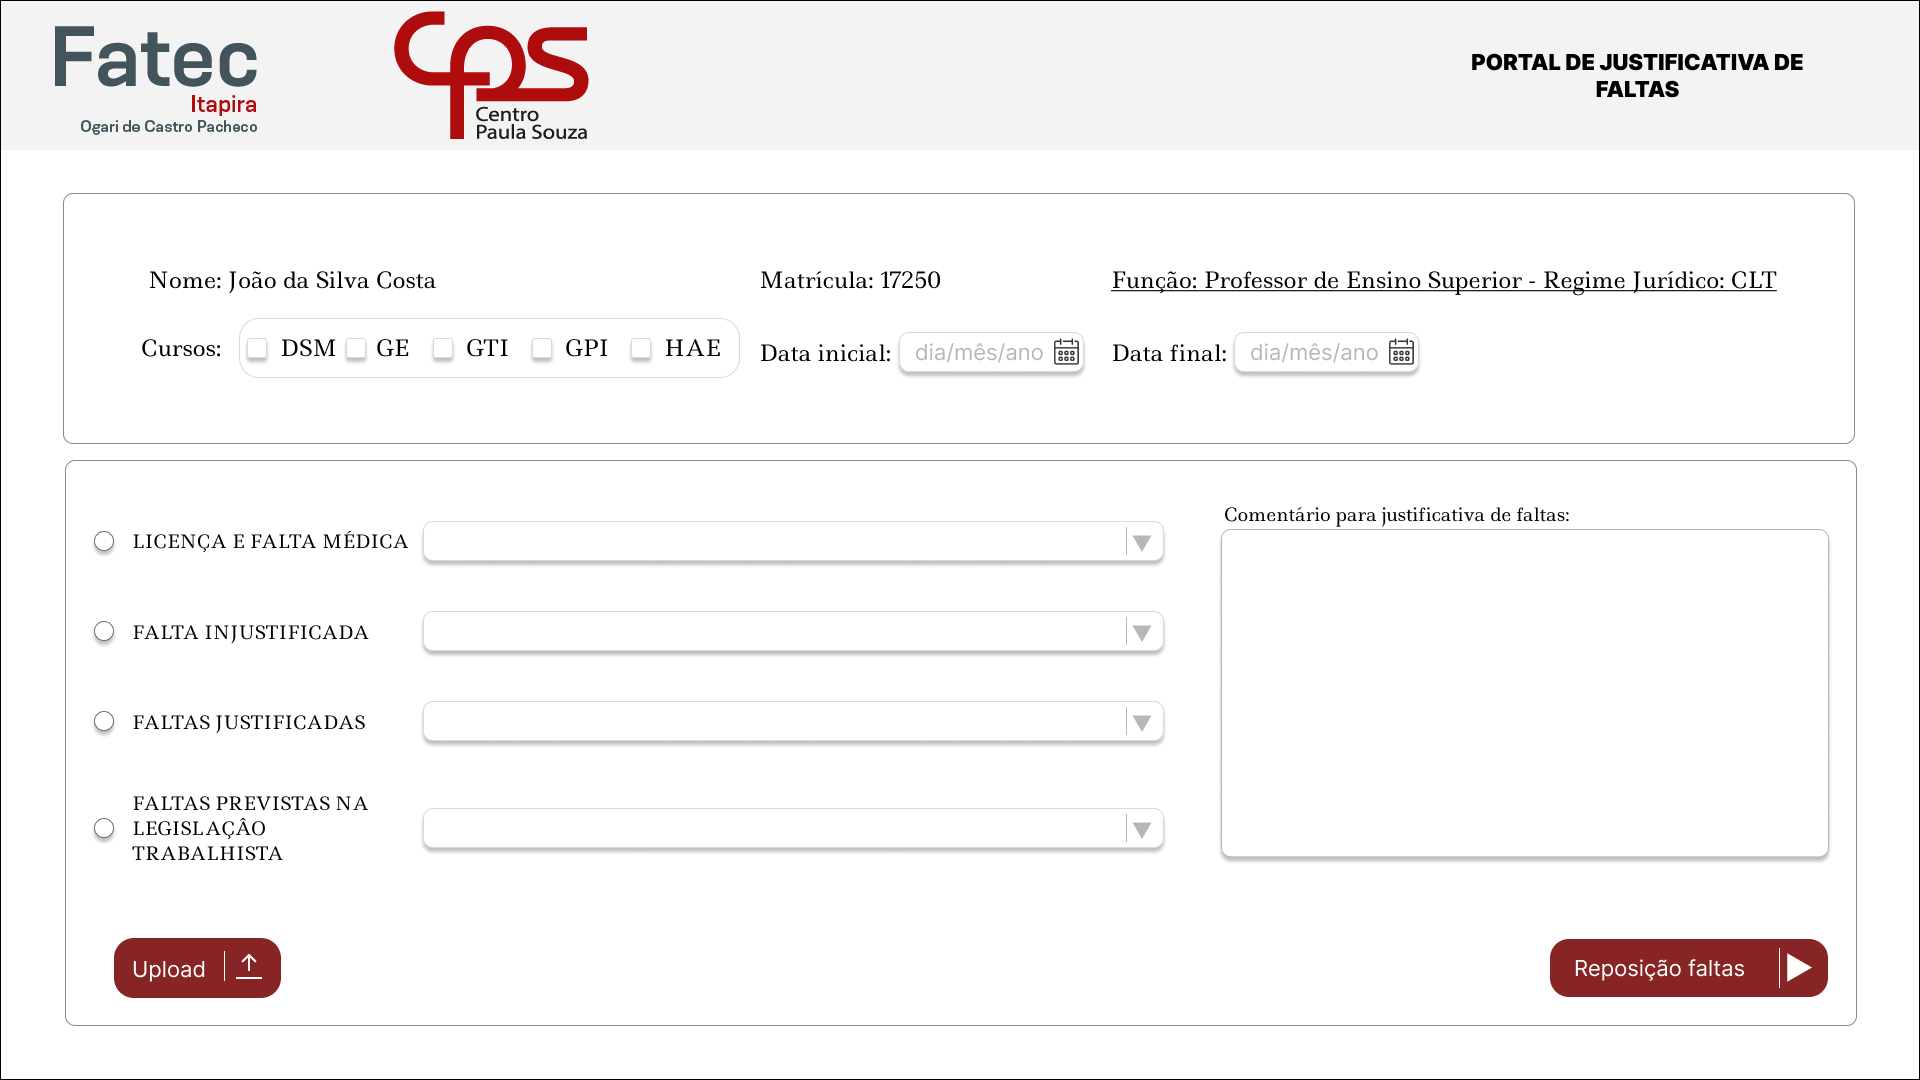 Fatec
Itapira
Ogari de Castro Pacheco
CPS
Centro
Paula Souza
PORTAL DE JUSTIFICATIVA DE
FALTAS
Nome: João da Silva Costa
Matrícula: 17250
Função: Professor de Ensino Superior - Regime Jurídico: CLT
Cursos:
DSM
GE
GTI
GPI
HAE
Data inicial:
dia/mês/ano
Data final:
dia/mês/ano
LICENÇA E FALTA MÉDICA
FALTA INJUSTIFICADA
FALTAS JUSTIFICADAS
FALTAS PREVISTAS NA
LEGISLAÇÂO
TRABALHISTA
Comentário para justificativa de faltas:
Upload
Reposição faltas